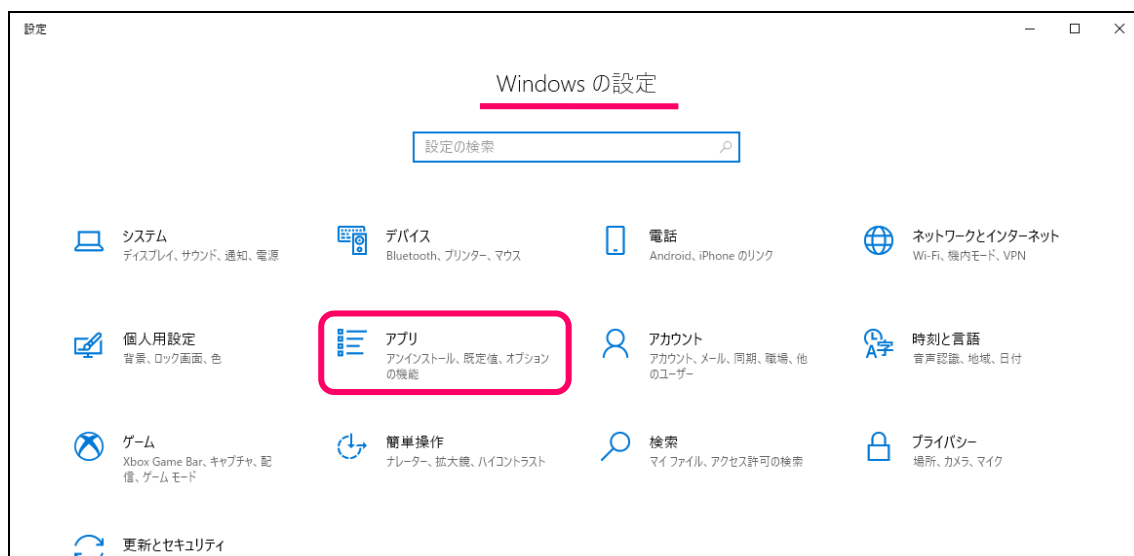 設定
Windows の設定
設定の検索
システム
ディスプレイ、サウンド、通知、電源
デバイス
Bluetooth、プリンター、マウス
電話
Android、iPhone のリンク
ネットワークとインターネット
Wi-Fi、機内モード、VPN
個人用設定
背景、ロック画面、色
アプリ
アンインストール、既定値、オプション
の機能
アカウント
アカウント、メール、同期、職場、他
のユーザー
時刻と言語
音声認識、地域、日付
ゲーム
Xbox Game Bar、キャプチャ、配
信、ゲーム モード
簡単操作
ナレーター、拡大鏡、ハイコントラスト
検索
マイ ファイル、アクセス許可の検索
プライバシー
場所、カメラ、マイク
更新とセキュリティ